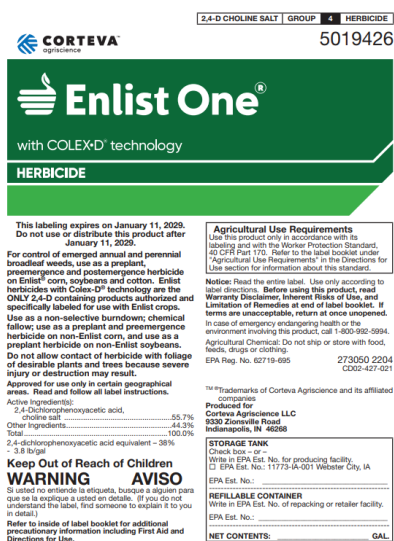 2,4-D CHOLINE SALT GROUP 4 HERBICIDE
CORTEVA™
agriscience
5019426
Enlist One®
with COLEX•D® technology
HERBICIDE
This labeling expires on January 11, 2029.
Do not use or distribute this product after
January 11, 2029.
For control of emerged annual and perennial
broadleaf weeds, use as a preplant,
preemergence and postemergence herbicide
on Enlist® corn, soybeans and cotton. Enlist
herbicides with Colex-D® technology are the
ONLY 2,4-D containing products authorized and
specifically labeled for use with Enlist crops.
Use as a non-selective burndown; chemical
fallow; use as a preplant and preemergence
herbicide on non-Enlist corn, and use as a
preplant herbicide on non-Enlist soybeans.
Do not allow contact of herbicide with foliage
of desirable plants and trees because severe
injury or destruction may result.
Approved for use only in certain geographical
areas. Read and follow all label instructions.
Active Ingredient(s):
2,4-Dichlorophenoxyacetic acid,
choline salt ................................................55.7%
Other Ingredients................................................44.3%
Total................................................100.0%
2,4-dichlorophenoxyacetic acid equivalent – 38%
- 3.8 lb/gal
Keep Out of Reach of Children
WARNING AVISO
Si usted no entiende la etiqueta, busque a alguien para
que se la explique a usted en detalle. (If you do not
understand the label, find someone to explain it to you
in detail.)
Refer to inside of label booklet for additional
precautionary information including First Aid and
Directions for Use.
Agricultural Use Requirements
Use this product only in accordance with its
labeling and with the Worker Protection Standard,
40 CFR Part 170. Refer to the label booklet under
"Agricultural Use Requirements" in the Directions for
Use section for information about this standard.
Notice: Read the entire label. Use only according to
label directions. Before using this product, read
Warranty Disclaimer, Inherent Risks of Use, and
Limitation of Remedies at end of label booklet. If
terms are unacceptable, return at once unopened.
In case of emergency endangering health or the
environment involving this product, call 1-800-992-5994.
Agricultural Chemical: Do not ship or store with food,
feeds, drugs or clothing.
EPA Reg. No. 62719-695 273050 2204
CD02-427-021
™ ®Trademarks of Corteva Agriscience and its affiliated
companies
Produced for
Corteva Agriscience LLC
9330 Zionsville Road
Indianapolis, IN 46268
STORAGE TANK
Check box – or –
Write in EPA Est. No. for producing facility.
☐ EPA Est. No.: 11773-IA-001 Webster City, IA
EPA Est. No.:
REFILLABLE CONTAINER
Write in EPA Est. No. of repacking or retailer facility.
EPA Est. No.:
NET CONTENTS: GAL.